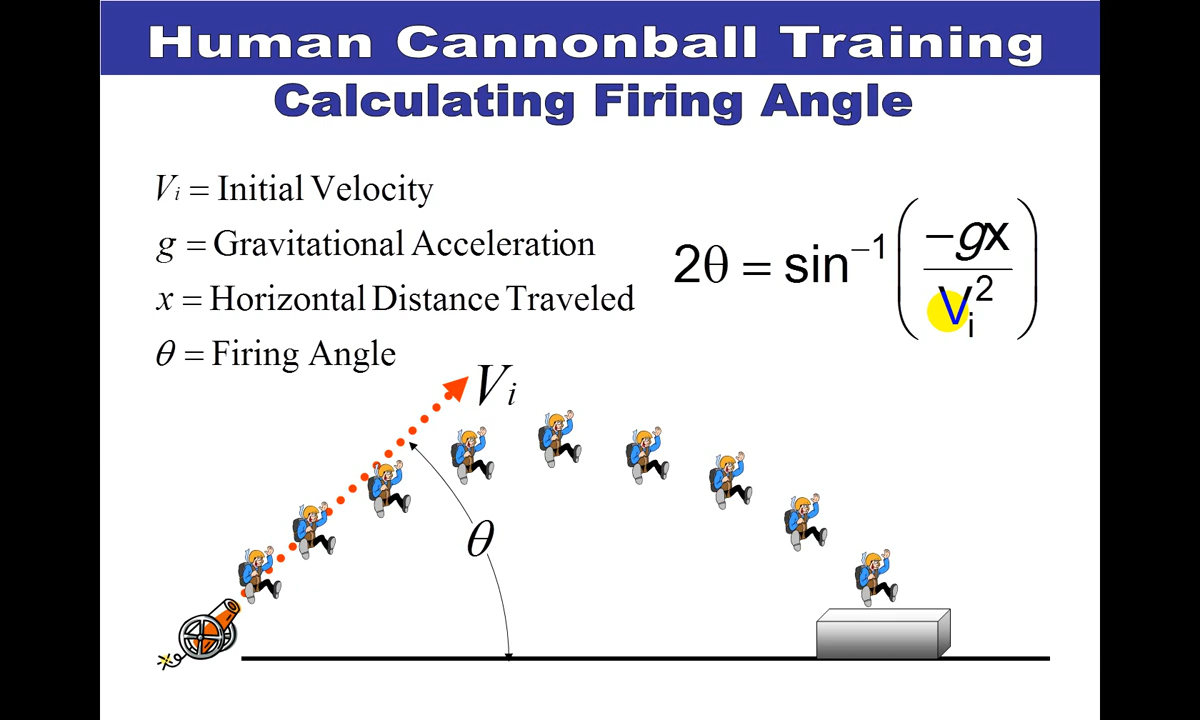 Human Cannonball Training
Calculating Firing Angle
Vi = Initial Velocity
g = Gravitational Acceleration
x = Horizontal Distance Traveled
θ = Firing Angle
2θ = sin⁻¹ (−gx / Vi²)
Vi
θ